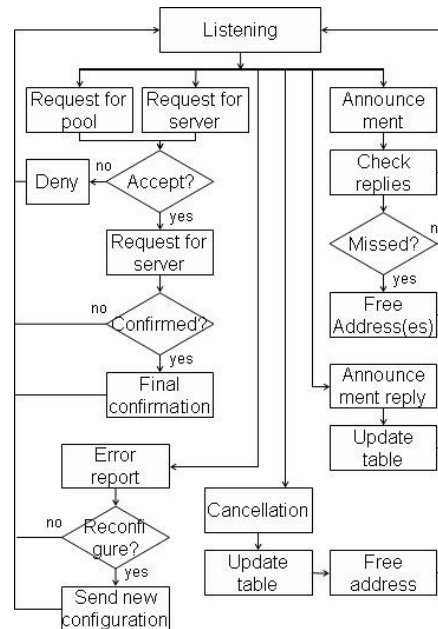 Listening
Request for
pool
Request for
server
Announce
ment
no
Deny
Accept?
Check
replies
yes
Request for
server
Missed?
n
yes
no
Confirmed?
Free
Address(es)
yes
Final
confirmation
Announce
ment reply
Error
report
Update
table
Cancellation
no
Reconfi
gure?
yes
Update
table
Free
address
Send new
configuration